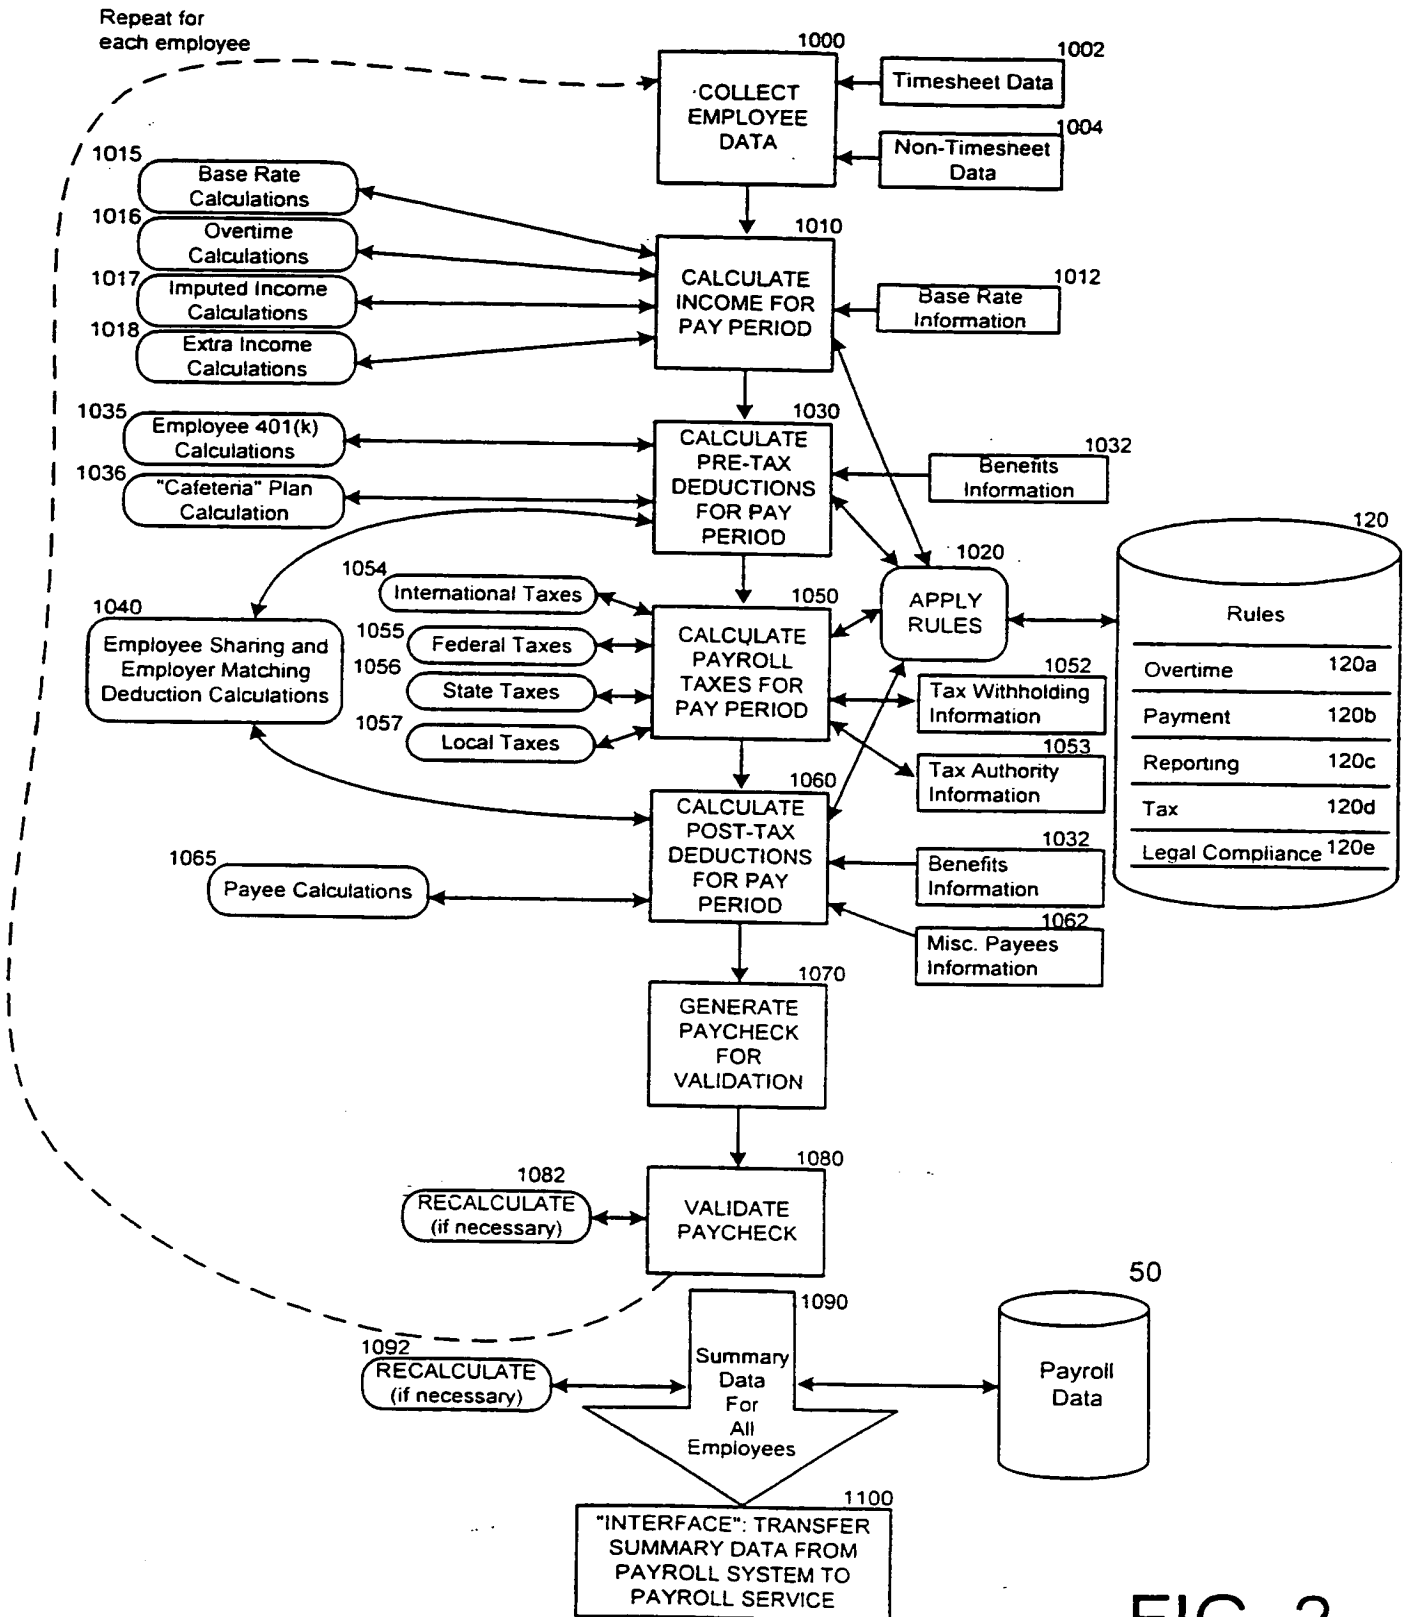 Repeat for
each employee
1000
COLLECT
EMPLOYEE
DATA
1002
Timesheet Data
1004
Non-Timesheet
Data
1015
Base Rate
Calculations
1016
Overtime
Calculations
1017
Imputed Income
Calculations
1018
Extra Income
Calculations
1010
CALCULATE
INCOME FOR
PAY PERIOD
1012
Base Rate
Information
1035
Employee 401(k)
Calculations
1036
"Cafeteria" Plan
Calculation
1030
CALCULATE
PRE-TAX
DEDUCTIONS
FOR PAY
PERIOD
1032
Benefits
Information
1020
APPLY
RULES
120
Rules
Overtime 120a
Payment 120b
Reporting 120c
Tax 120d
Legal Compliance 120e
1040
Employee Sharing and
Employer Matching
Deduction Calculations
1054
International Taxes
1055
Federal Taxes
1056
State Taxes
1057
Local Taxes
1050
CALCULATE
PAYROLL
TAXES FOR
PAY PERIOD
1052
Tax Withholding
Information
1053
Tax Authority
Information
1060
CALCULATE
POST-TAX
DEDUCTIONS
FOR PAY
PERIOD
1032
Benefits
Information
1062
Misc. Payees
Information
1065
Payee Calculations
1070
GENERATE
PAYCHECK
FOR
VALIDATION
1080
VALIDATE
PAYCHECK
1082
RECALCULATE
(if necessary)
1090
Summary
Data
For
All
Employees
1092
RECALCULATE
(if necessary)
50
Payroll
Data
1100
"INTERFACE": TRANSFER
SUMMARY DATA FROM
PAYROLL SYSTEM TO
PAYROLL SERVICE
FIG. 2